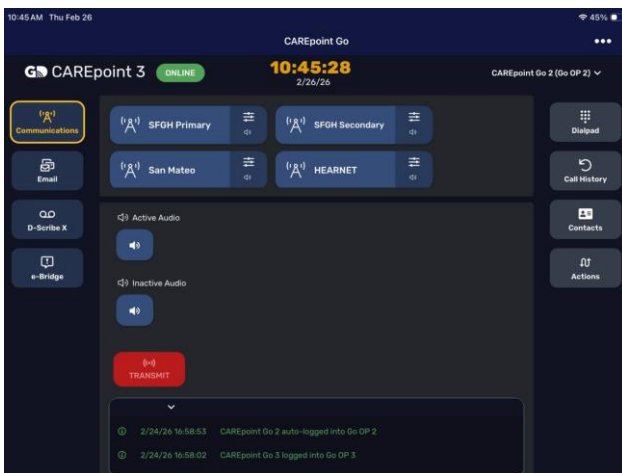 10:45 AM Thu Feb 26 45%
CAREpoint Go
GD CAREpoint 3 ONLINE 10:45:28 CAREpoint Go 2 (Go OP 2)
2/26/26
Communications
Email
D-Scribe X
e-Bridge
SFGH Primary SFGH Secondary
San Mateo HEARNET
Active Audio
Inactive Audio
TRANSMIT
2/24/26 16:58:53 CAREpoint Go 2 auto-logged into Go OP 2
2/24/26 16:58:02 CAREpoint Go 3 logged into Go OP 3
Dialpad
Call History
Contacts
Actions